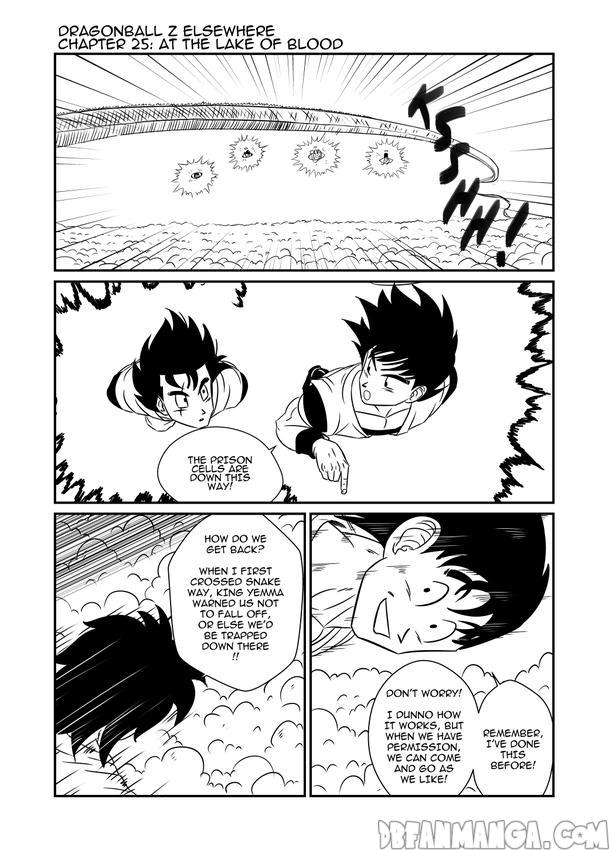 DRAGONBALL Z ELSEWHERE
CHAPTER 25: AT THE LAKE OF BLOOD
KSSHHH!
THE PRISON
CELLS ARE
DOWN THIS
WAY!
HOW DO WE
GET BACK?
WHEN I FIRST
CROSSED SNAKE
WAY, KING YEMMA
WARNED US NOT
TO FALL OFF,
OR ELSE WE'D
BE TRAPPED
DOWN THERE
!!
DON'T WORRY!
I DUNNO HOW
IT WORKS, BUT
WHEN WE HAVE
PERMISSION,
WE CAN COME
AND GO AS
WE LIKE!
REMEMBER,
I'VE DONE
THIS
BEFORE!
DBFANMANGA.COM